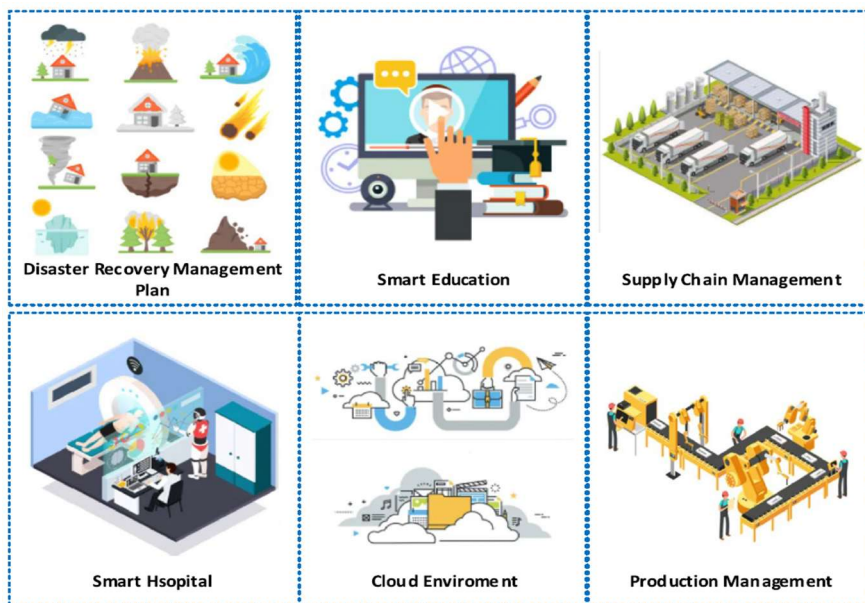 Disaster Recovery Management
Plan
Smart Education
Supply Chain Management
Smart Hsopital
Cloud Enviroment
Production Management